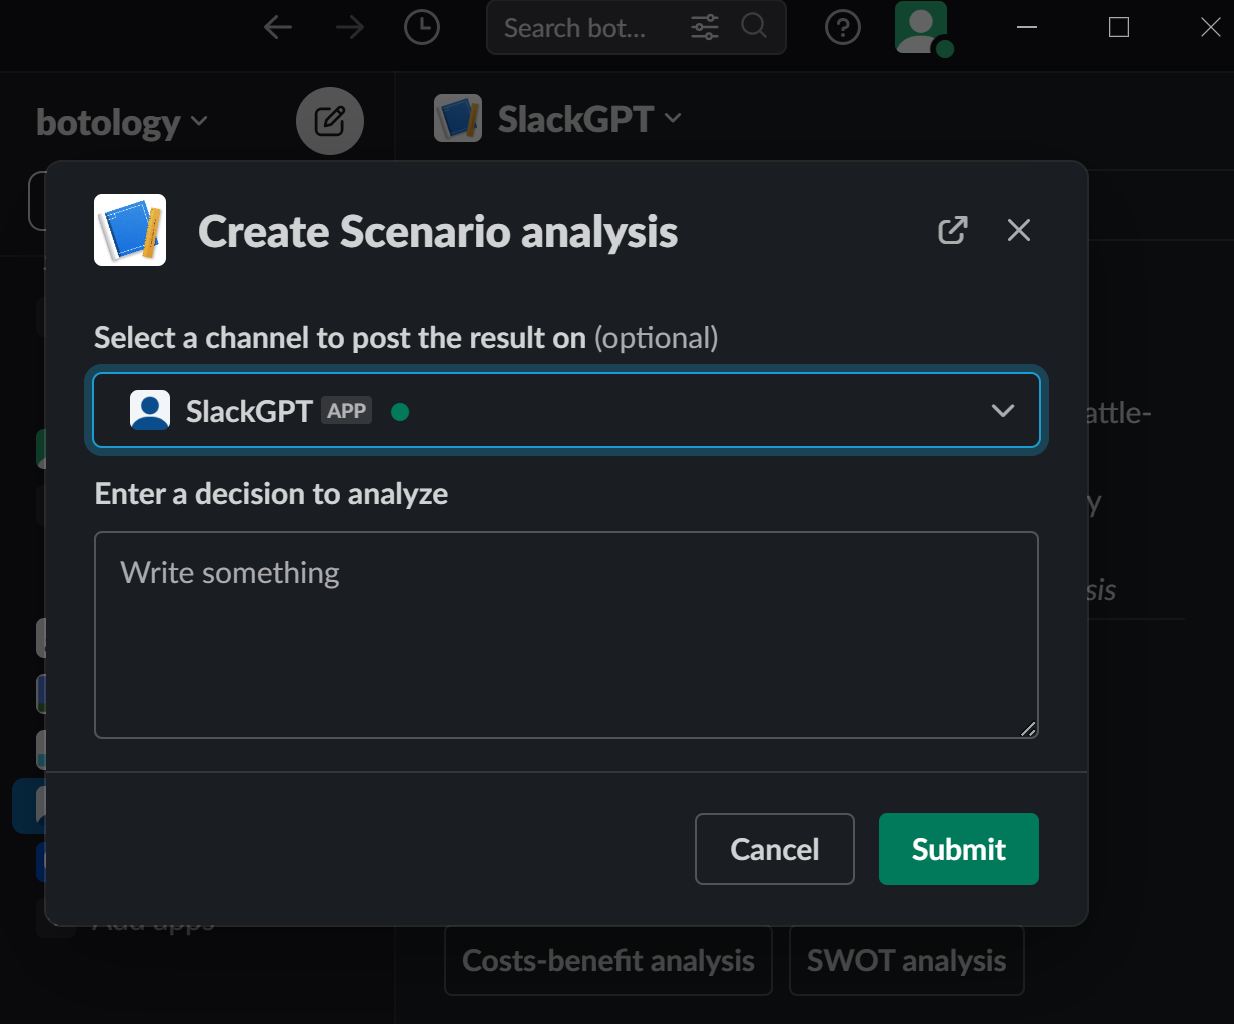 Search bot...
botology
SlackGPT
Create Scenario analysis
Select a channel to post the result on (optional)
SlackGPT APP
attle-
Enter a decision to analyze
y
Write something
sis
Cancel
Submit
Add apps
Costs-benefit analysis
SWOT analysis